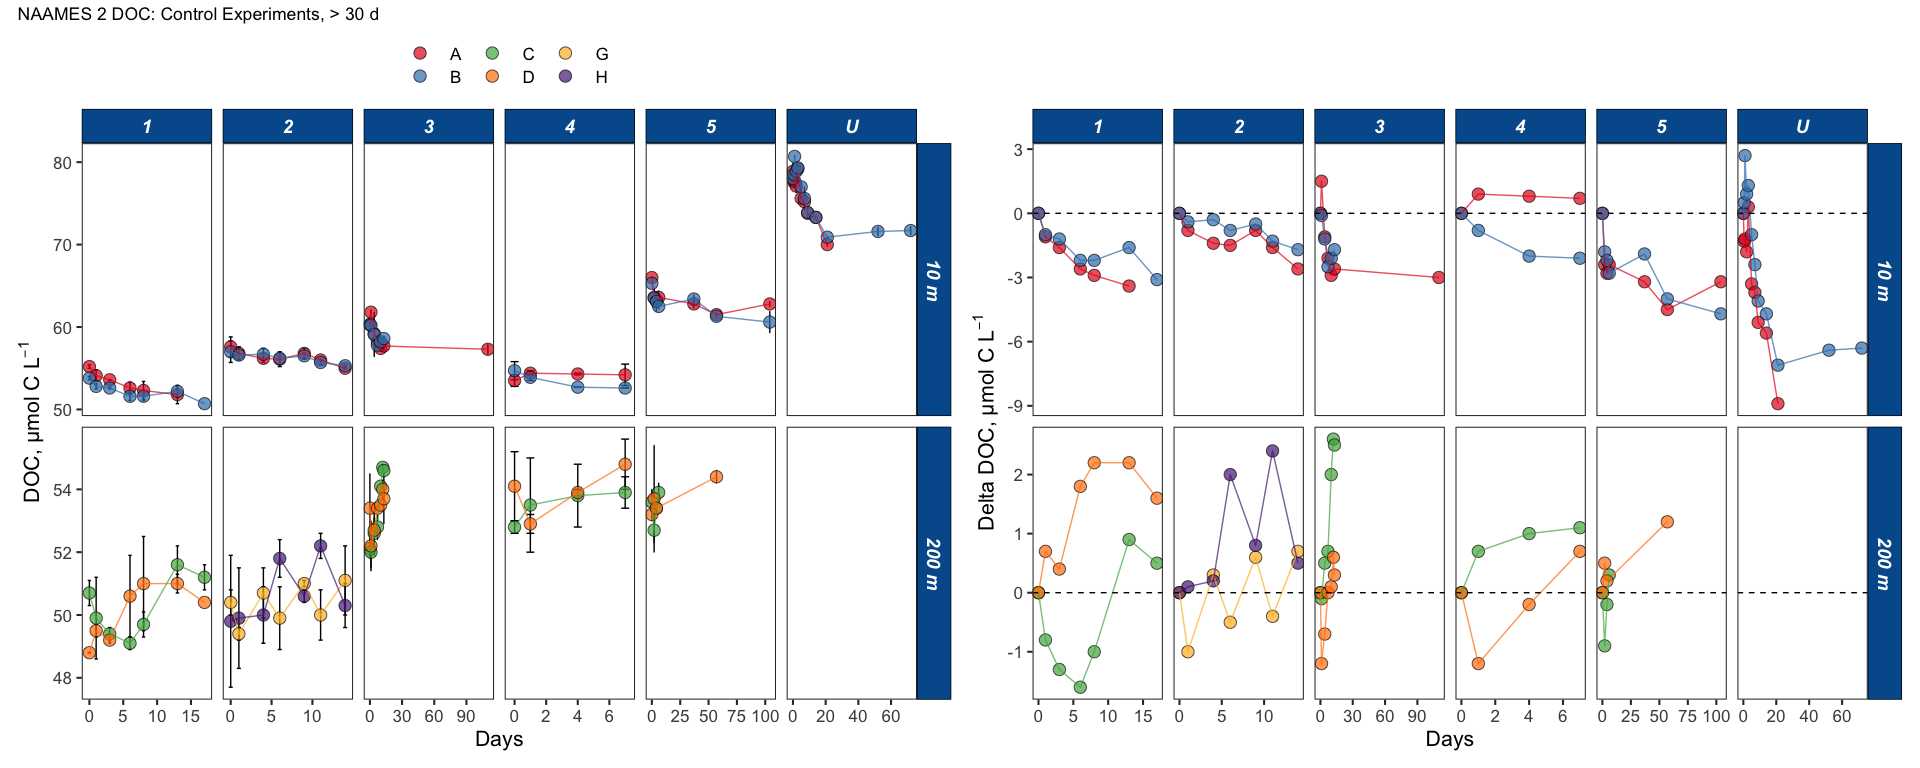 NAAMES 2 DOC: Control Experiments, > 30 d
A C G
B D H
1 2 3 4 5 U
80
70
60
50
10 m
54
52
50
48
200 m
DOC, μmol C L⁻¹
0 5 10 15 0 5 10 0 30 60 90 0 2 4 6 0 25 50 75 100 0 20 40 60
Days
1 2 3 4 5 U
3
0
-3
-6
-9
10 m
2
1
0
-1
200 m
Delta DOC, μmol C L⁻¹
0 5 10 15 0 5 10 0 30 60 90 0 2 4 6 0 25 50 75 100 0 20 40 60
Days